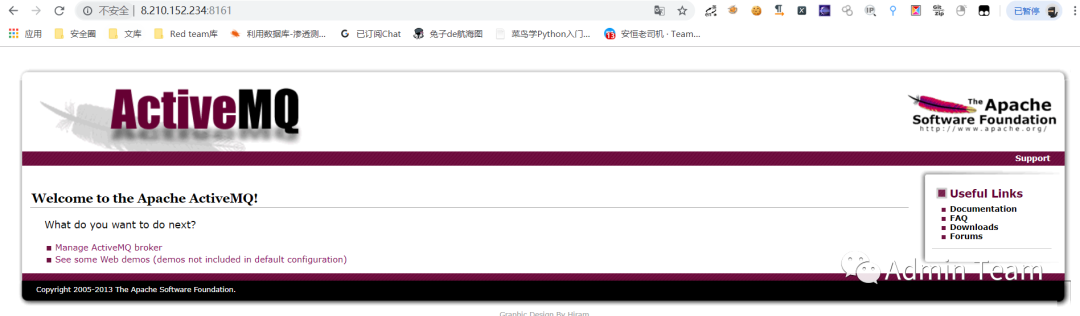 不安全 | 8.210.152.234:8161
已暂停
应用 安全圈 文库 Red team库 利用数据库-渗透测... 已订阅Chat 兔子de航海图 菜鸟学Python入门... 安恒老司机 · Team...
ActiveMQ
The Apache
Software Foundation
http://www.apache.org/
Support
Welcome to the Apache ActiveMQ!
What do you want to do next?
Manage ActiveMQ broker
See some Web demos (demos not included in default configuration)
Useful Links
Documentation
FAQ
Downloads
Forums
Admin Team
Copyright 2005-2013 The Apache Software Foundation.
Graphic Design By Hiram